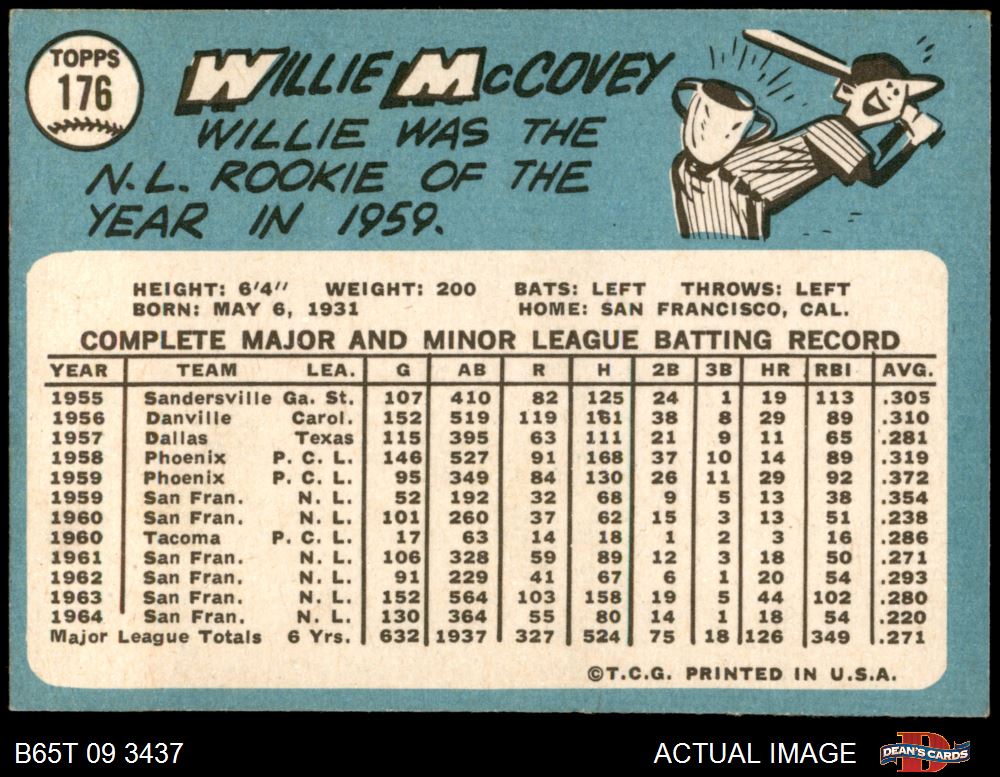 TOPPS
176
WILLIE McCOVEY
WILLIE WAS THE
N.L. ROOKIE OF THE
YEAR IN 1959.
HEIGHT: 6'4" WEIGHT: 200 BATS: LEFT THROWS: LEFT
BORN: MAY 6, 1931 HOME: SAN FRANCISCO, CAL.
COMPLETE MAJOR AND MINOR LEAGUE BATTING RECORD
YEAR TEAM LEA. G AB R H 2B 3B HR RBI AVG.
1955 Sandersville Ga. St. 107 410 82 125 24 1 19 113 .305
1956 Danville Carol. 152 519 119 161 38 8 29 89 .310
1957 Dallas Texas 115 395 63 111 21 9 11 65 .281
1958 Phoenix P. C. L. 146 527 91 168 37 10 14 89 .319
1959 Phoenix P. C. L. 95 349 84 130 26 11 29 92 .372
1959 San Fran. N. L. 52 192 32 68 9 5 13 38 .354
1960 San Fran. N. L. 101 260 37 62 15 3 13 51 .238
1960 Tacoma P. C. L. 17 63 14 18 1 2 3 16 .286
1961 San Fran. N. L. 106 328 59 89 12 3 18 50 .271
1962 San Fran. N. L. 91 229 41 67 6 1 20 54 .293
1963 San Fran. N. L. 152 564 103 158 19 5 44 102 .280
1964 San Fran. N. L. 130 364 55 80 14 1 18 54 .220
Major League Totals 6 Yrs. 632 1937 327 524 75 18 126 349 .271
©T.C.G. PRINTED IN U.S.A.
B65T 09 3437 ACTUAL IMAGE DEAN'S CARDS